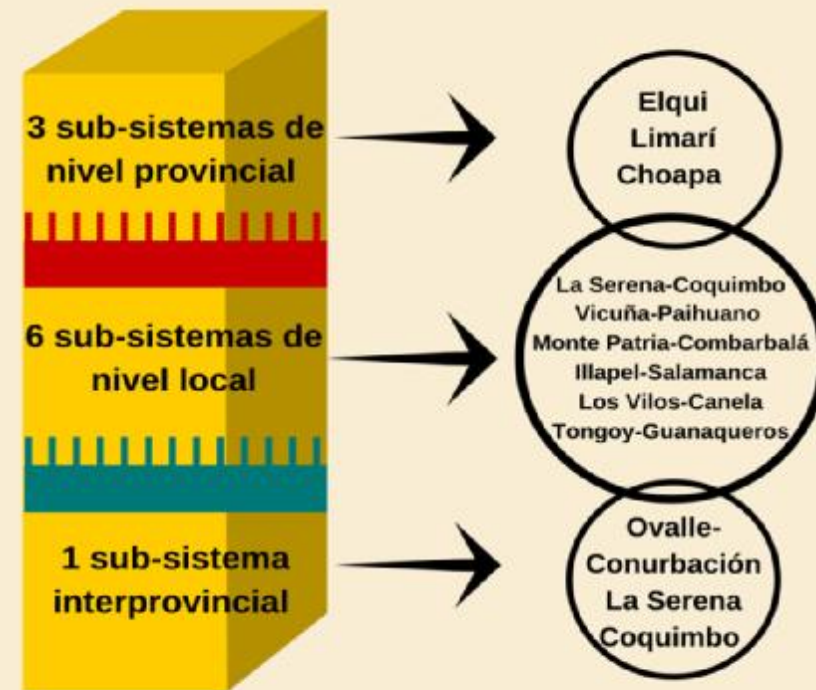 3 sub-sistemas de
nivel provincial
Elqui
Limarí
Choapa
6 sub-sistemas de
nivel local
La Serena-Coquimbo
Vicuña-Paihuano
Monte Patria-Combarbalá
Illapel-Salamanca
Los Vilos-Canela
Tongoy-Guanaqueros
1 sub-sistema
interprovincial
Ovalle-
Conurbación
La Serena
Coquimbo